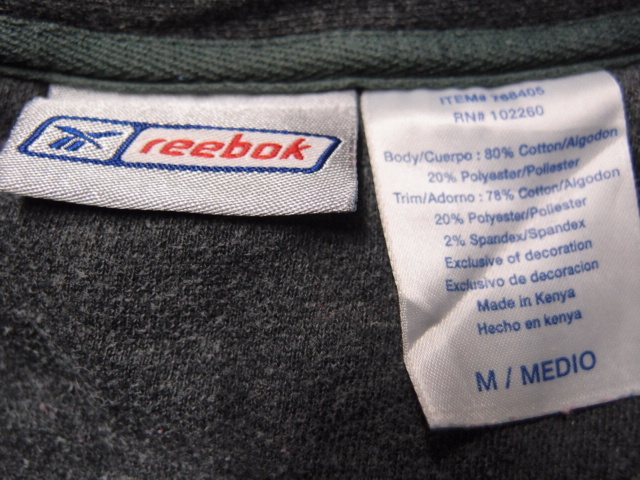 reebok
ITEM# 768405
RN# 102260
Body/Cuerpo : 80% Cotton/Algodon
20% Polyester/Poliester
Trim/Adorno : 78% Cotton/Algodon
20% Polyester/Poliester
2% Spandex/Spandex
Exclusive of decoration
Exclusivo de decoracion
Made in Kenya
Hecho en kenya
M / MEDIO